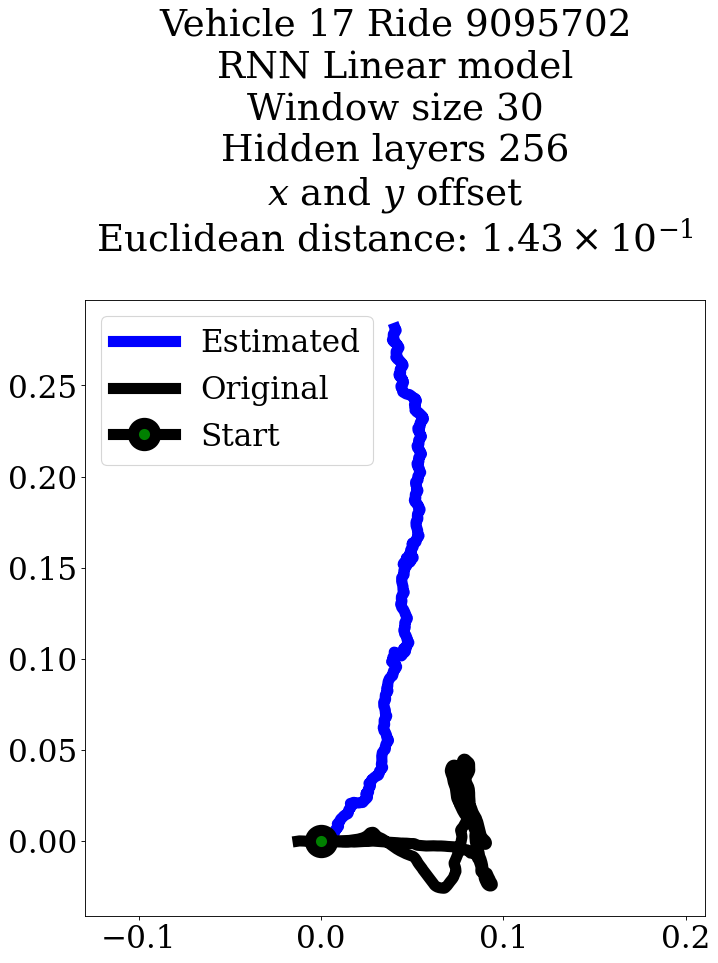 Vehicle 17 Ride 9095702
RNN Linear model
Window size 30
Hidden layers 256
x and y offset
Euclidean distance: 1.43 × 10⁻¹
Estimated
Original
Start
0.25
0.20
0.15
0.10
0.05
0.00
−0.1 0.0 0.1 0.2